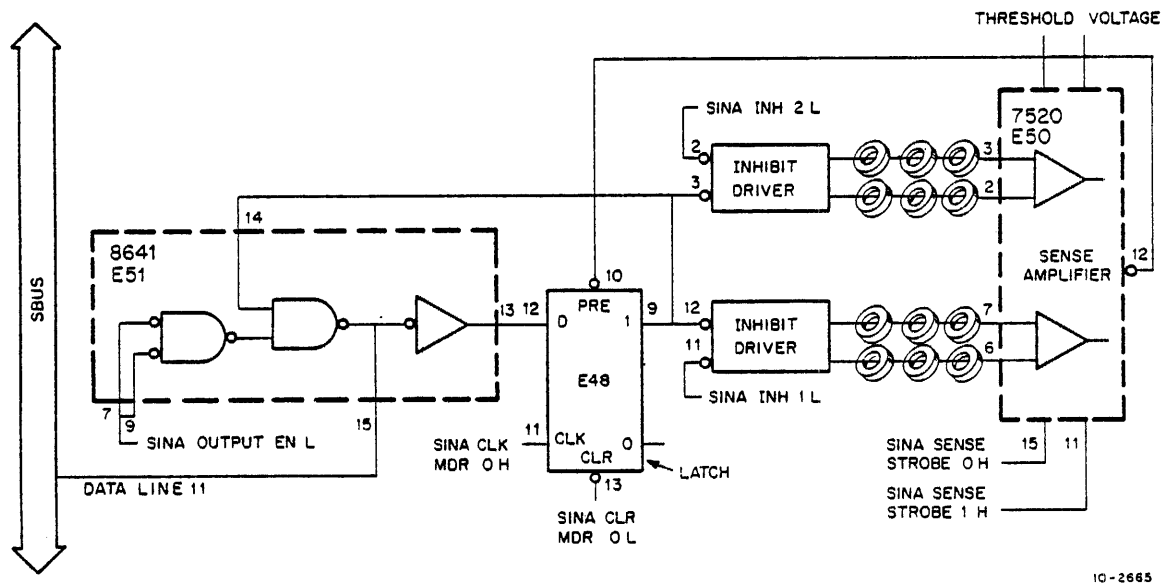 THRESHOLD VOLTAGE
SINA INH 2 L
7520
E50
2
INHIBIT
DRIVER
3
3
2
14
8641
E51
10
SENSE
AMPLIFIER
12
SBUS
13
12
D
PRE
1
9
12
INHIBIT
DRIVER
7
11
6
E48
7
9
15
SINA INH 1 L
SINA OUTPUT EN L
SINA CLK
MDR 0 H
11
CLK
CLR
0
LATCH
SINA SENSE
STROBE 0 H
15
11
DATA LINE 11
13
SINA SENSE
STROBE 1 H
SINA CLR
MDR 0 L
10-2665